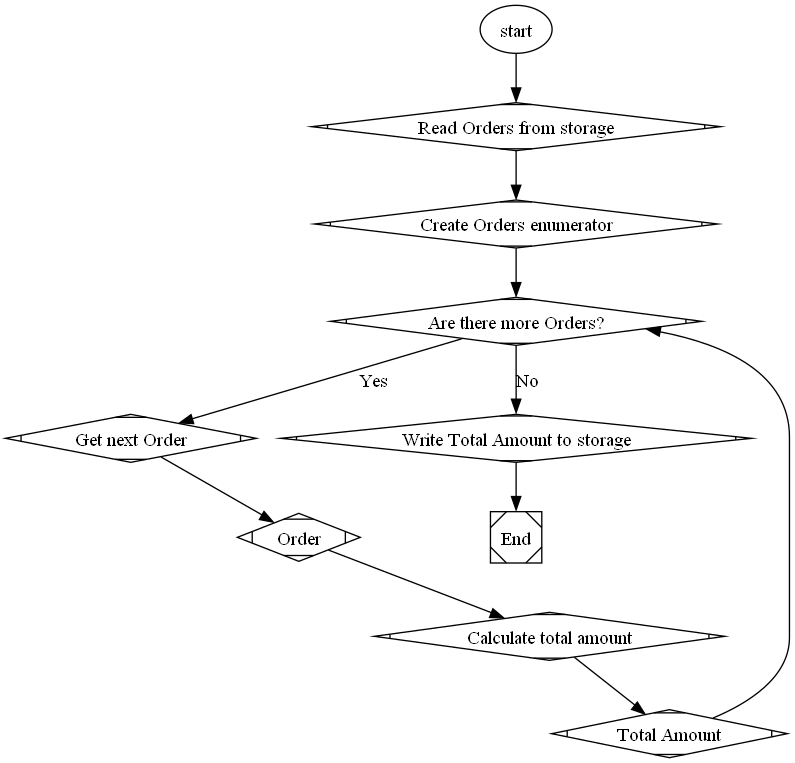 start
Read Orders from storage
Create Orders enumerator
Are there more Orders?
Yes
No
Get next Order
Write Total Amount to storage
Order
End
Calculate total amount
Total Amount